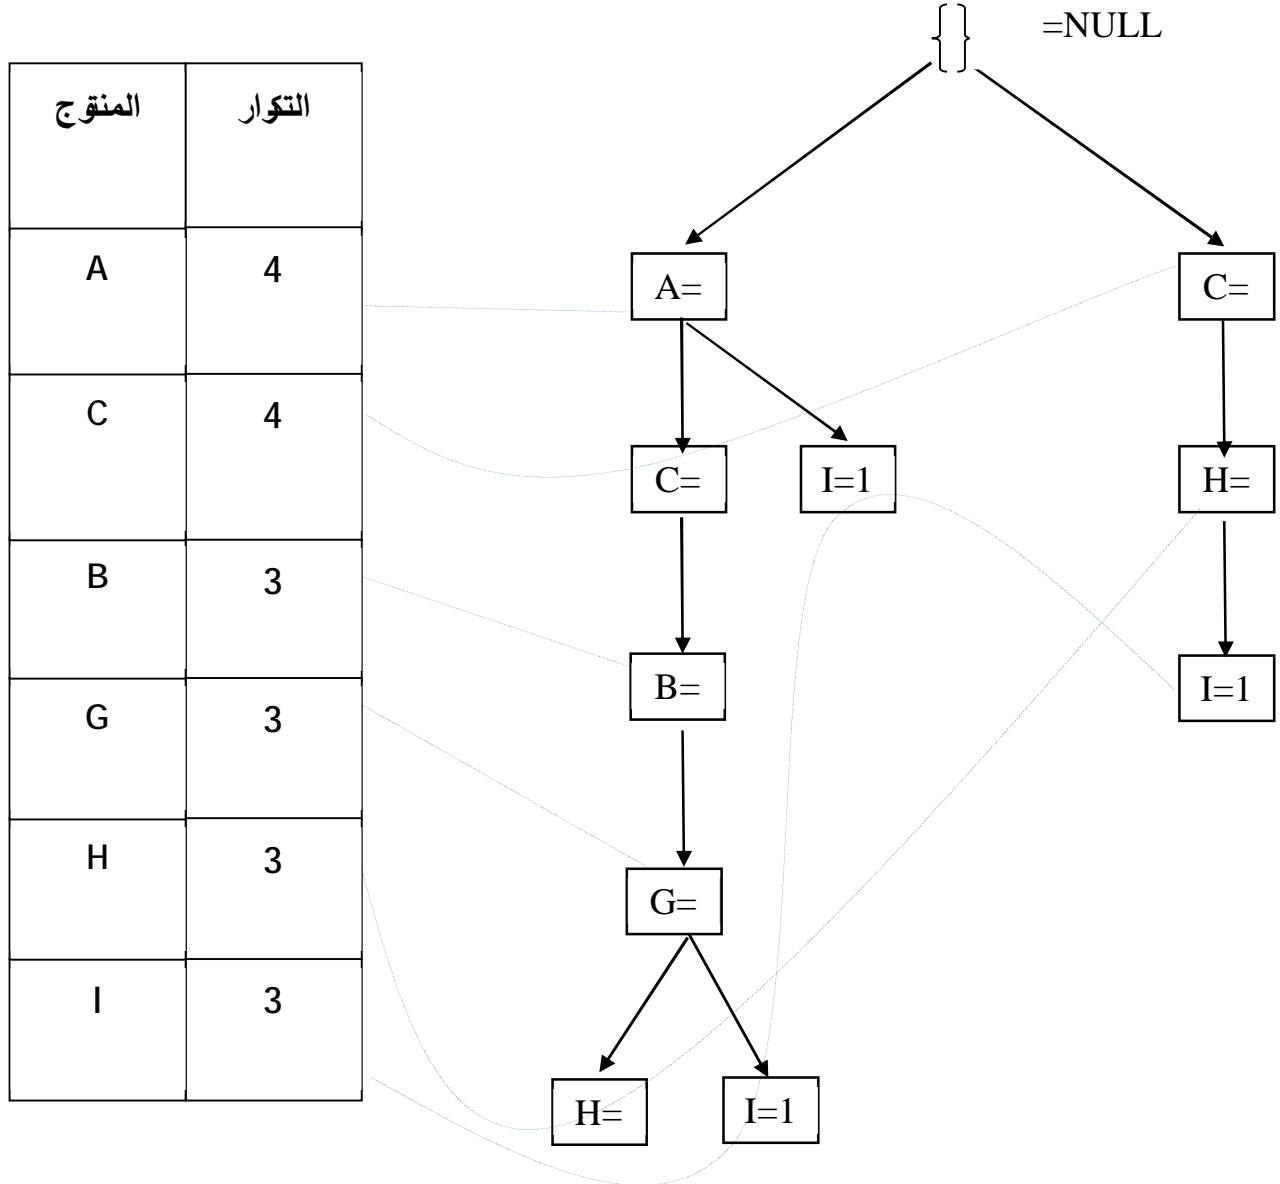 { } =NULL
المنتوج التكرار
A 4
C 4
B 3
G 3
H 3
I 3
A= C=
C= I=1 H=
B= I=1
G=
H= I=1